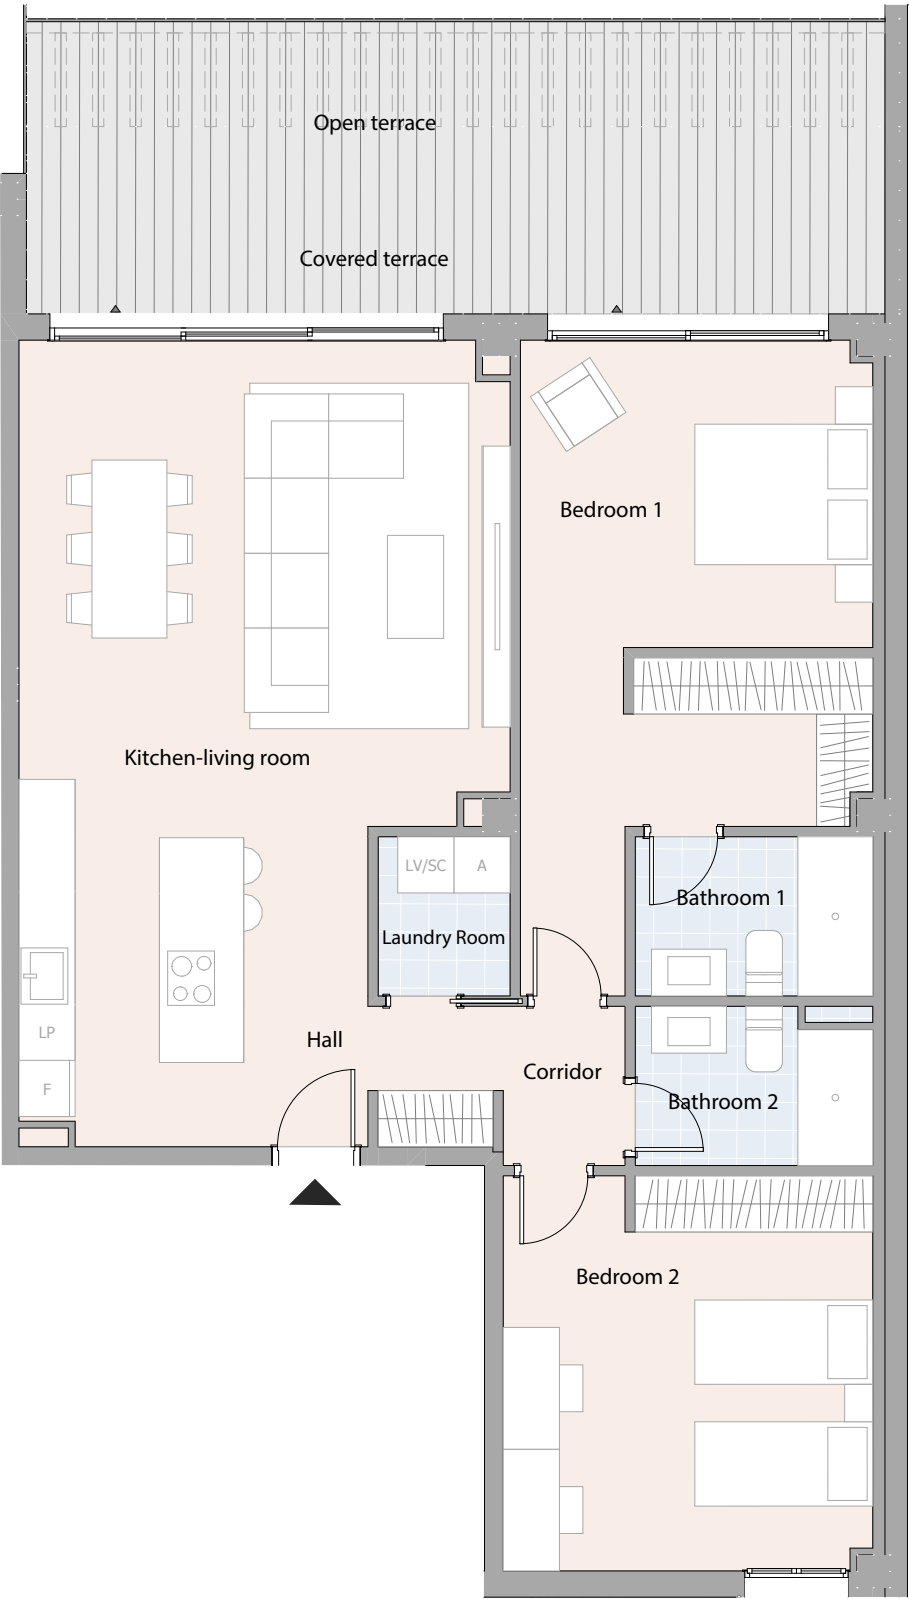 Open terrace
Covered terrace
Bedroom 1
Kitchen-living room
LV/SC
A
Bathroom 1
Laundry Room
LP
Hall
Corridor
F
Bathroom 2
Bedroom 2